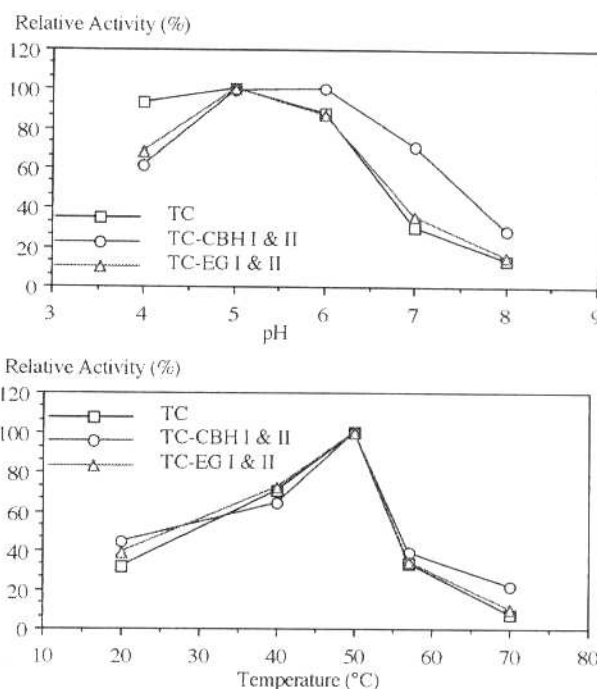 Relative Activity (%)
120
100
80
60
40
20
0
TC
TC-CBH I & II
TC-EG I & II
3 4 5 6 7 8 9
pH
Relative Activity (%)
120
100
80
60
40
20
0
TC
TC-CBH I & II
TC-EG I & II
10 20 30 40 50 60 70 80
Temperature (°C)